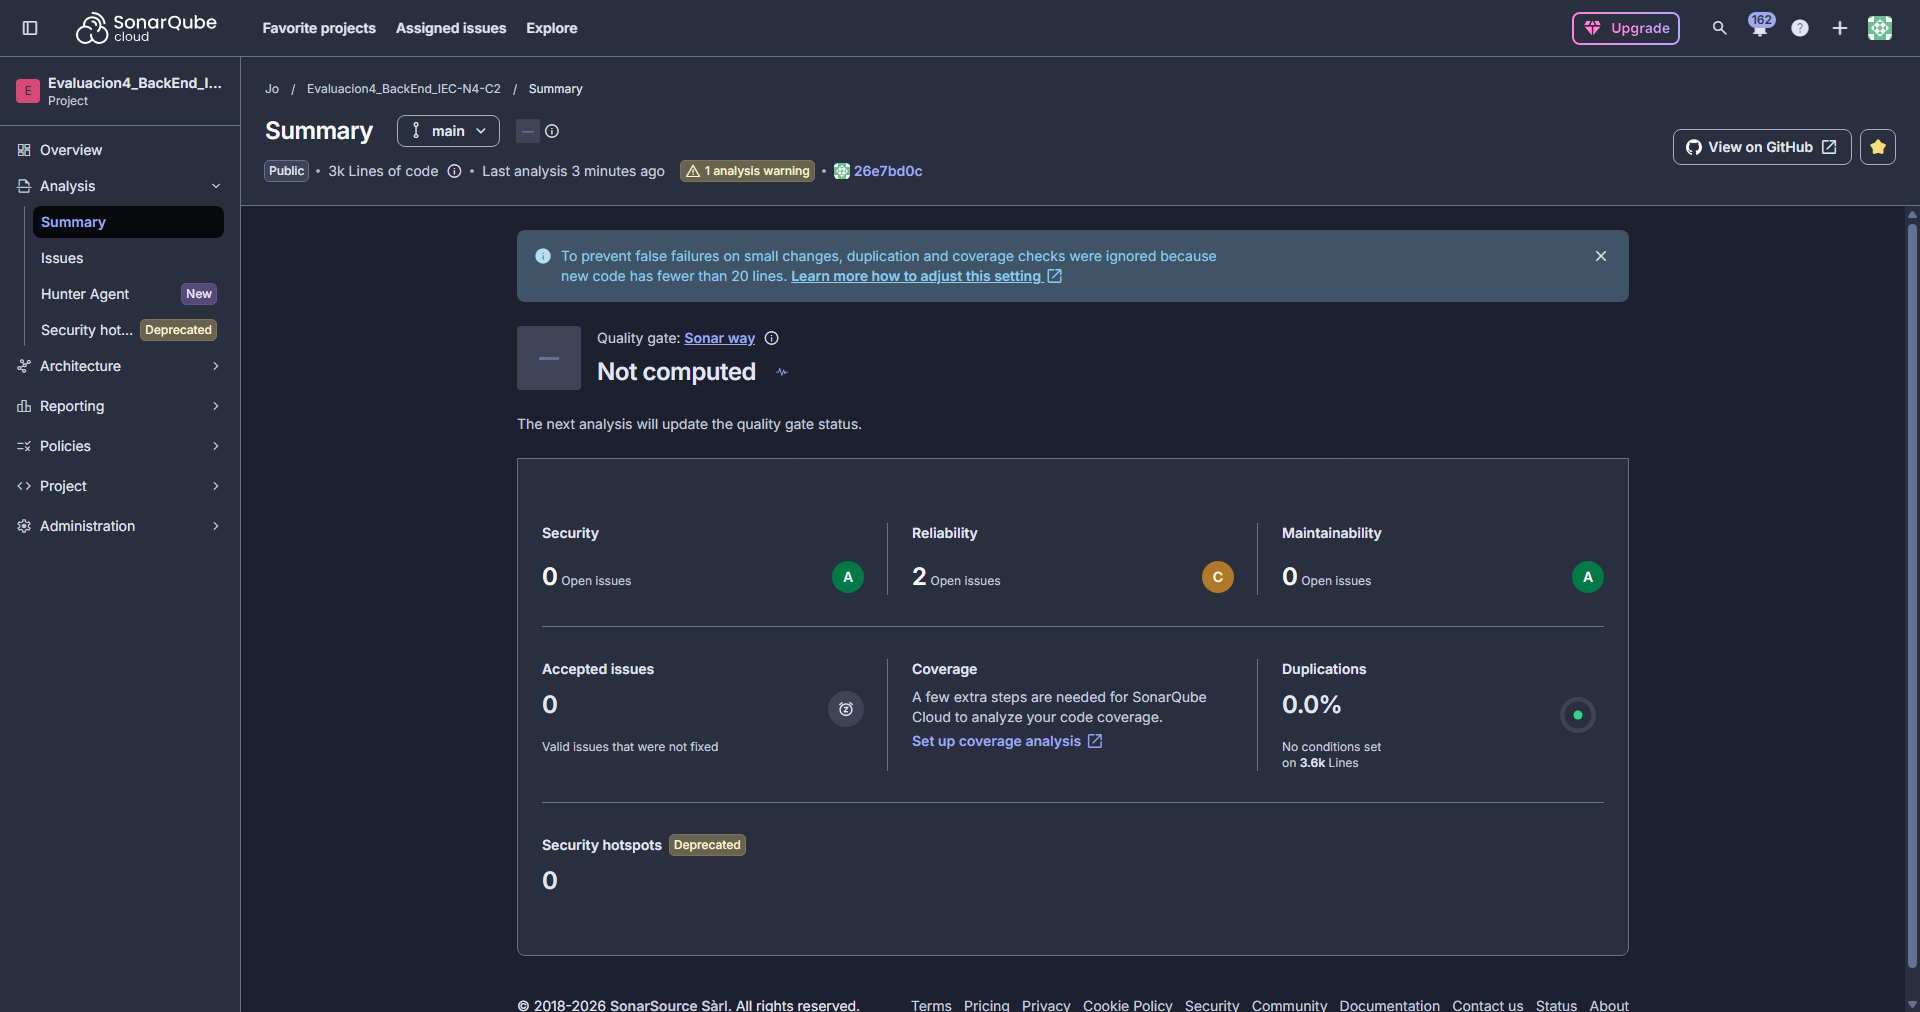 SonarQube cloud
Favorite projects
Assigned issues
Explore
Upgrade
162
E
Evaluacion4_BackEnd_I...
Project
Overview
Analysis
Summary
Issues
Hunter Agent New
Security hot... Deprecated
Architecture
Reporting
Policies
Project
Administration
Jo / Evaluacion4_BackEnd_IEC-N4-C2 / Summary
Summary
main
View on GitHub
Public • 3k Lines of code • Last analysis 3 minutes ago 1 analysis warning • 26e7bd0c
To prevent false failures on small changes, duplication and coverage checks were ignored because
new code has fewer than 20 lines. Learn more how to adjust this setting
Quality gate: Sonar way
Not computed
The next analysis will update the quality gate status.
Security
0 Open issues
A
Reliability
2 Open issues
C
Maintainability
0 Open issues
A
Accepted issues
0
Valid issues that were not fixed
Coverage
A few extra steps are needed for SonarQube
Cloud to analyze your code coverage.
Set up coverage analysis
Duplications
0.0%
No conditions set
on 3.6k Lines
Security hotspots Deprecated
0
© 2018-2026 SonarSource Sàrl. All rights reserved.
Terms Pricing Privacy Cookie Policy Security Community Documentation Contact us Status About